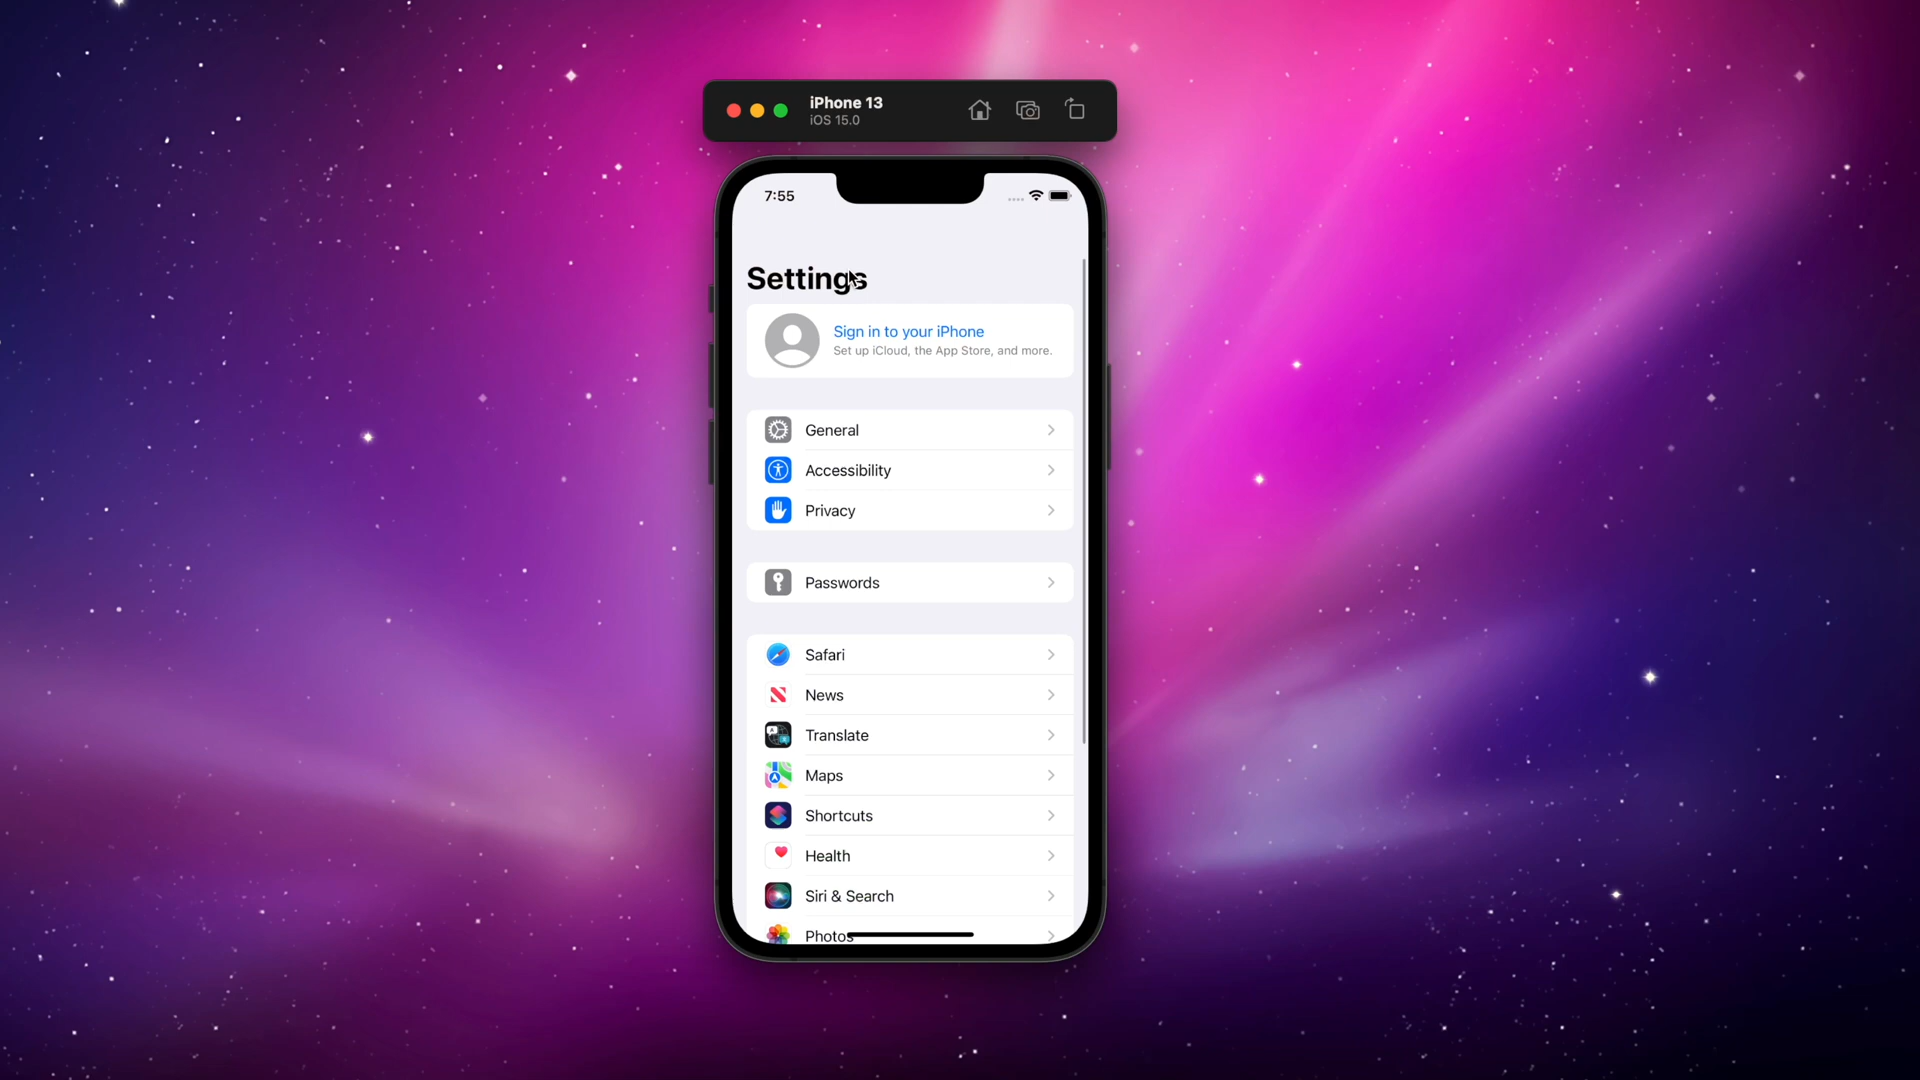 iPhone 13
iOS 15.0
7:55
Settings
Sign in to your iPhone
Set up iCloud, the App Store, and more.
General
Accessibility
Privacy
Passwords
Safari
News
Translate
Maps
Shortcuts
Health
Siri & Search
Photos